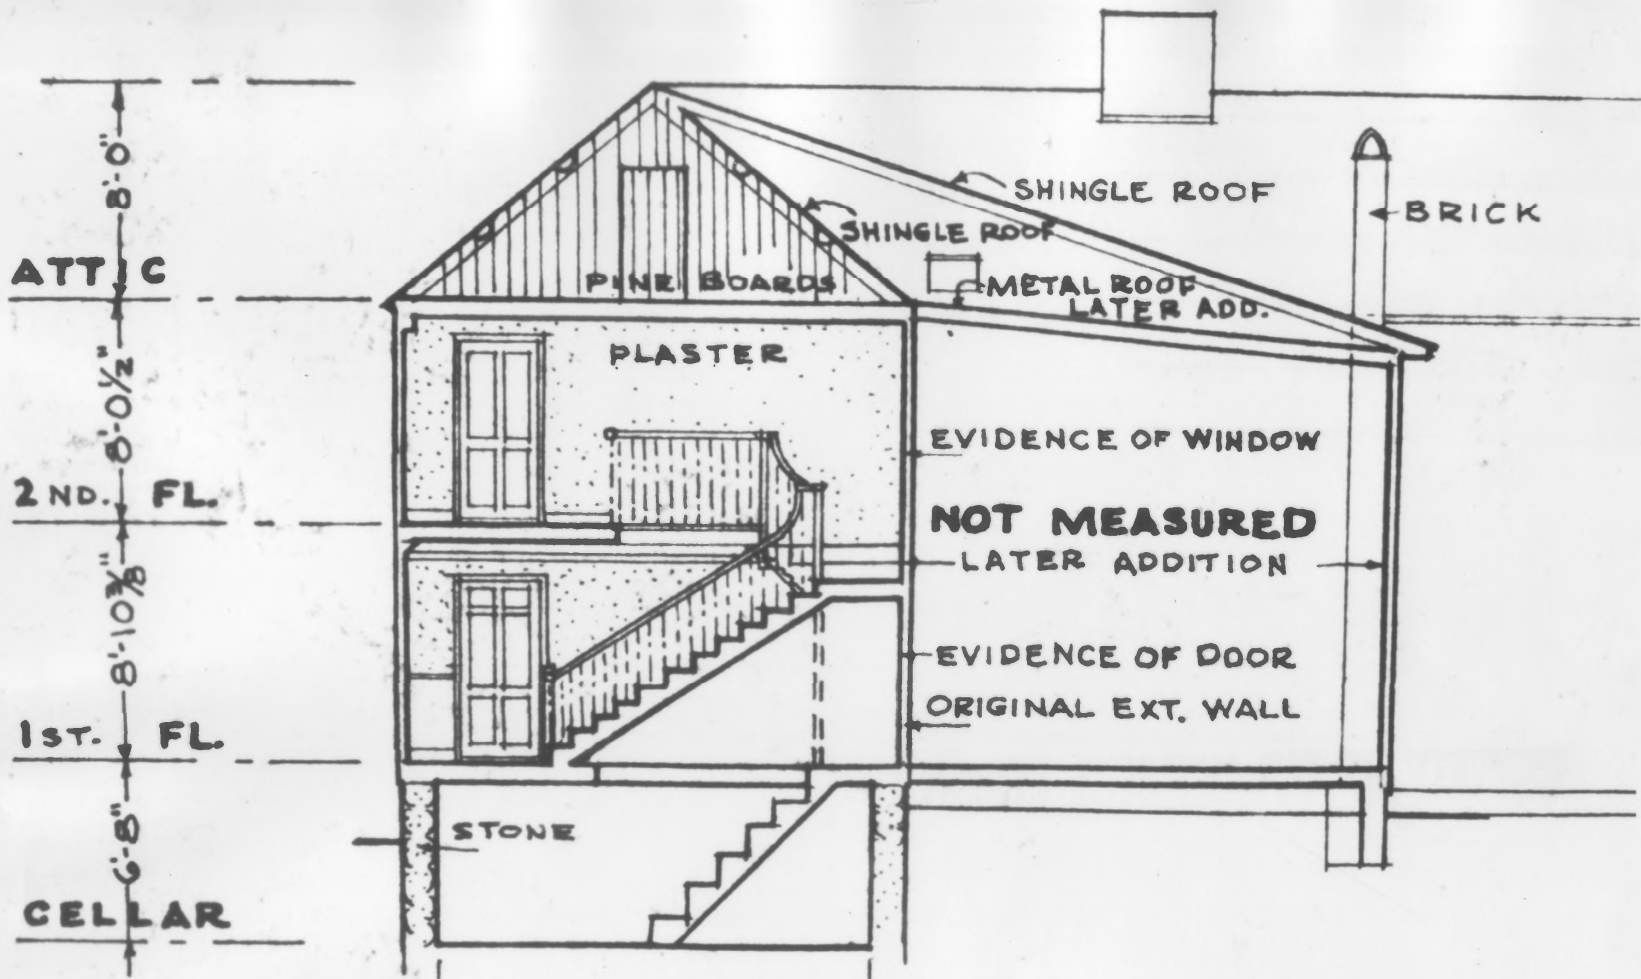 8'-0"
ATTIC
8'-0½"
2ND. FL.
8'-10⅜"
1ST. FL.
6'-8"
CELLAR
SHINGLE ROOF
BRICK
SHINGLE ROOF
PINE BOARDS
METAL ROOF
LATER ADD.
PLASTER
EVIDENCE OF WINDOW
NOT MEASURED
LATER ADDITION
EVIDENCE OF DOOR
ORIGINAL EXT. WALL
STONE